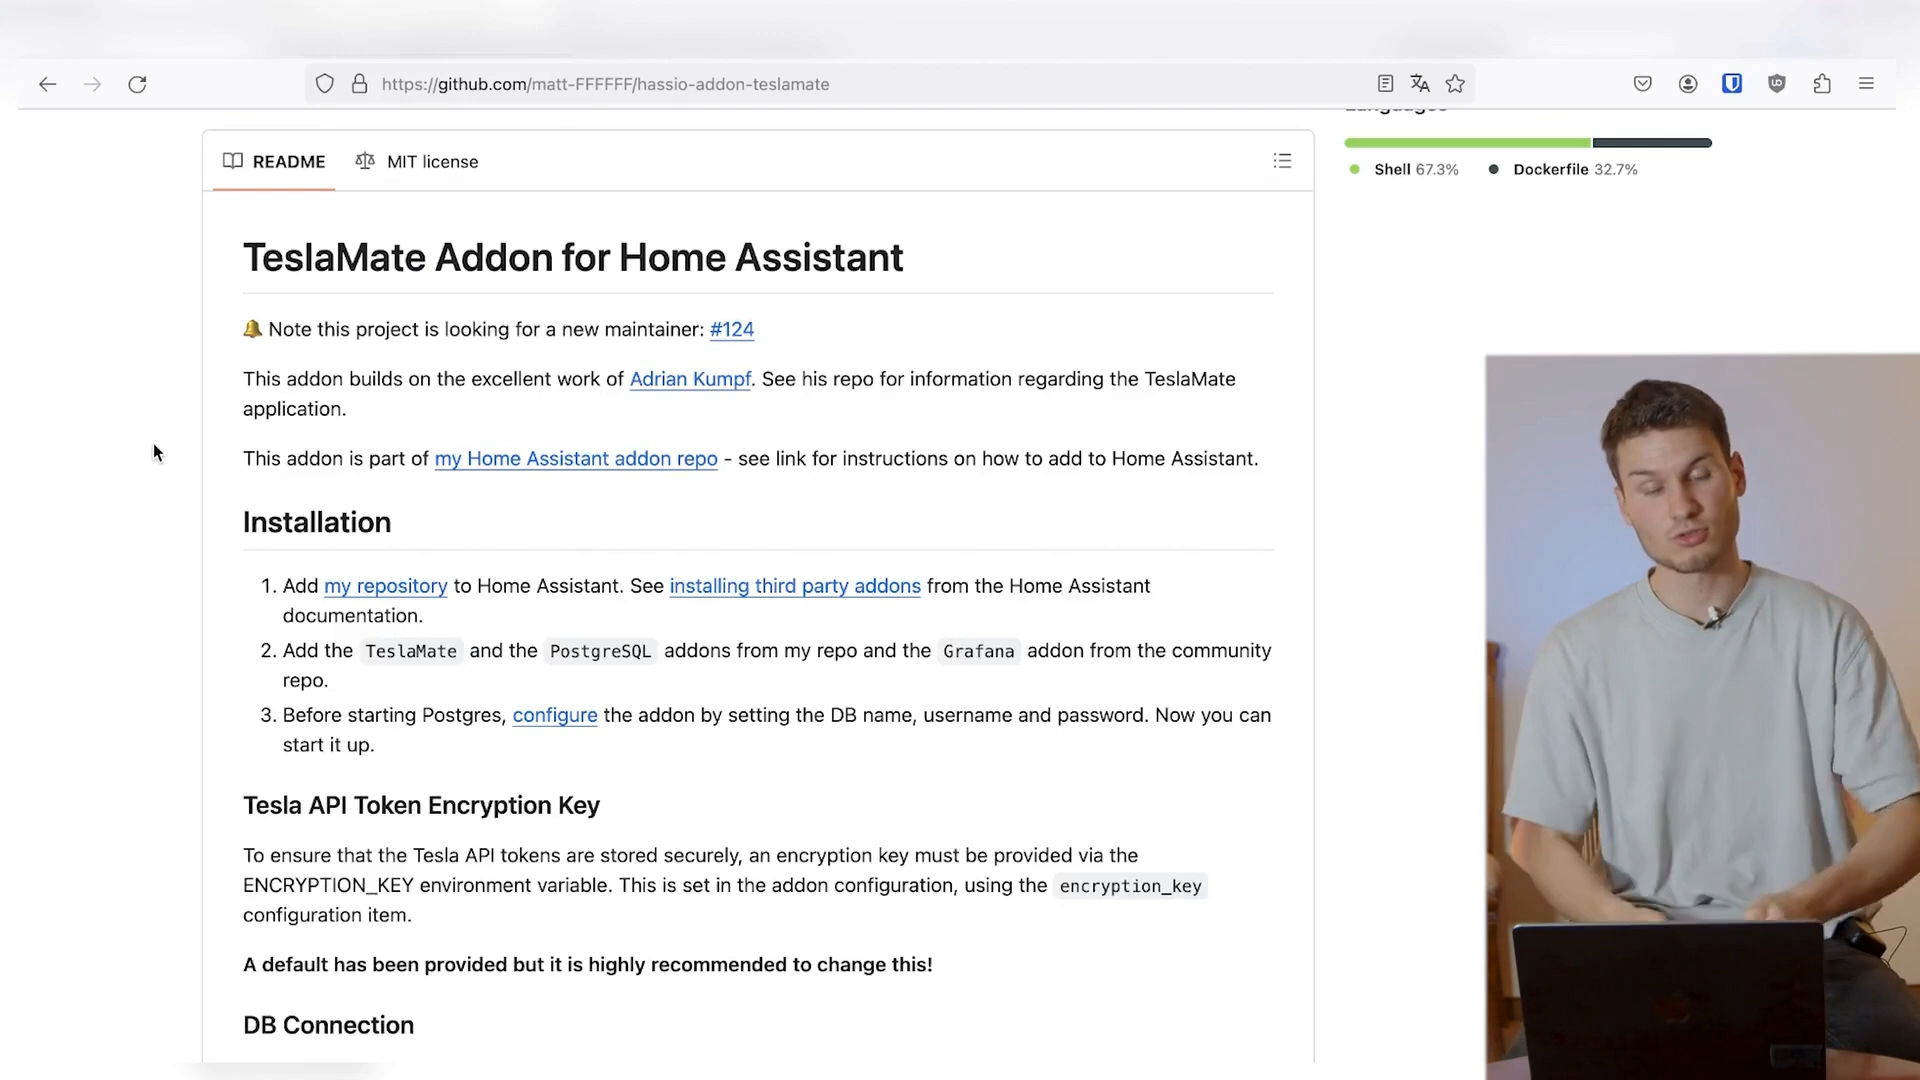 https://github.com/matt-FFFFFF/hassio-addon-teslamate
Languages
README
MIT license
Shell 67.3%
Dockerfile 32.7%
TeslaMate Addon for Home Assistant
Note this project is looking for a new maintainer: #124
This addon builds on the excellent work of Adrian Kumpf. See his repo for information regarding the TeslaMate
application.
This addon is part of my Home Assistant addon repo - see link for instructions on how to add to Home Assistant.
Installation
1. Add my repository to Home Assistant. See installing third party addons from the Home Assistant
documentation.
2. Add the TeslaMate and the PostgreSQL addons from my repo and the Grafana addon from the community
repo.
3. Before starting Postgres, configure the addon by setting the DB name, username and password. Now you can
start it up.
Tesla API Token Encryption Key
To ensure that the Tesla API tokens are stored securely, an encryption key must be provided via the
ENCRYPTION_KEY environment variable. This is set in the addon configuration, using the encryption_key
configuration item.
A default has been provided but it is highly recommended to change this!
DB Connection